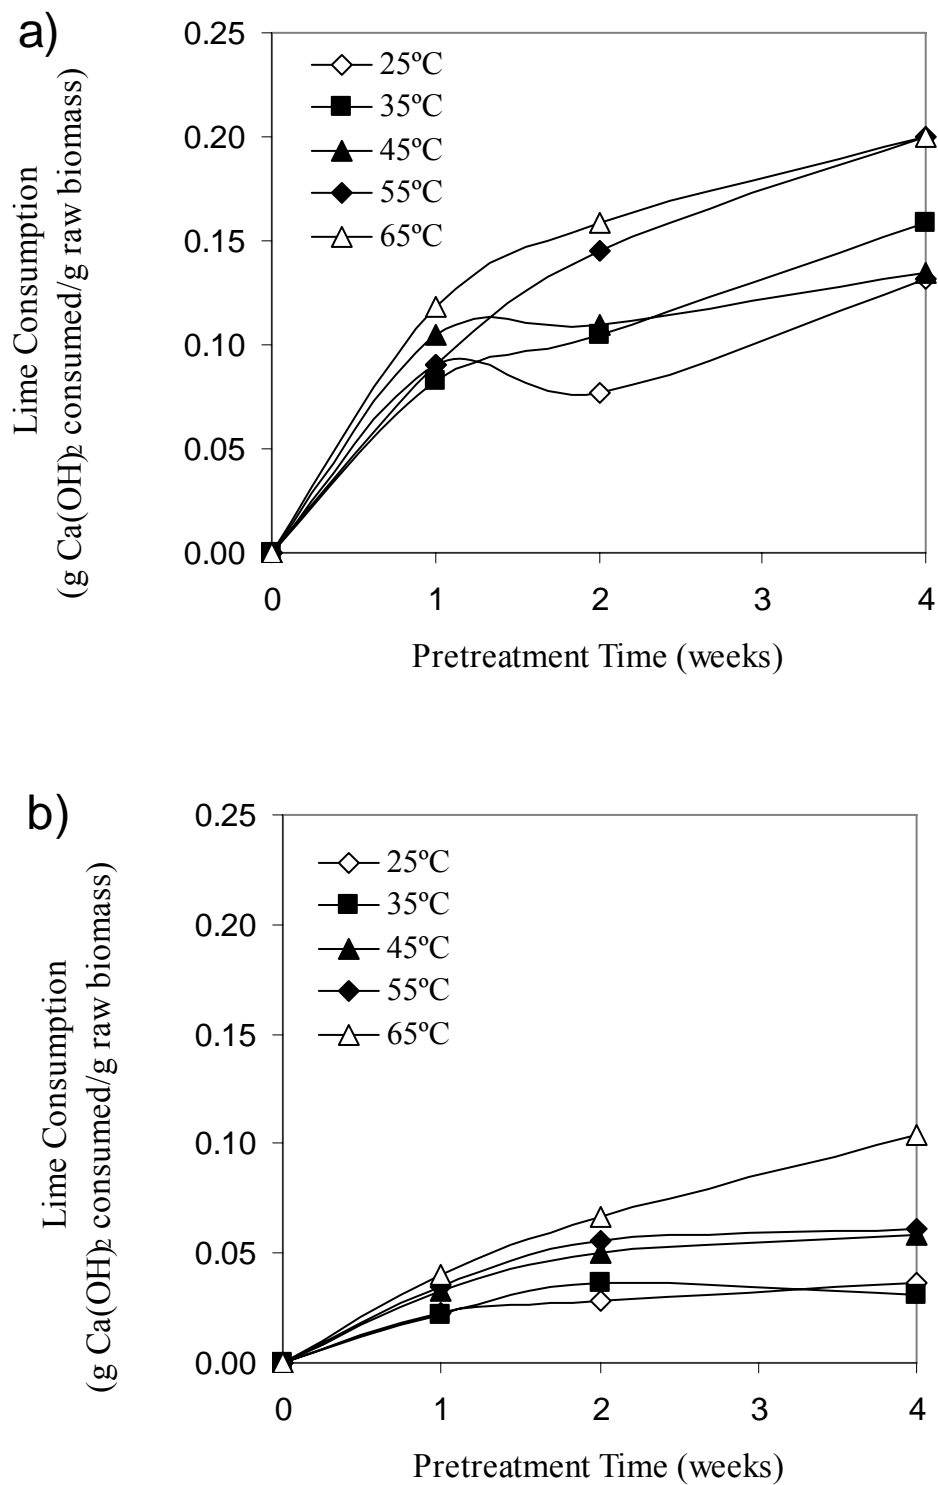 a)
Lime Consumption
(g Ca(OH)2 consumed/g raw biomass)
0.25
0.20
0.15
0.10
0.05
0.00
25ºC
35ºC
45ºC
55ºC
65ºC
0 1 2 3 4
Pretreatment Time (weeks)
b)
Lime Consumption
(g Ca(OH)2 consumed/g raw biomass)
0.25
0.20
0.15
0.10
0.05
0.00
25ºC
35ºC
45ºC
55ºC
65ºC
0 1 2 3 4
Pretreatment Time (weeks)